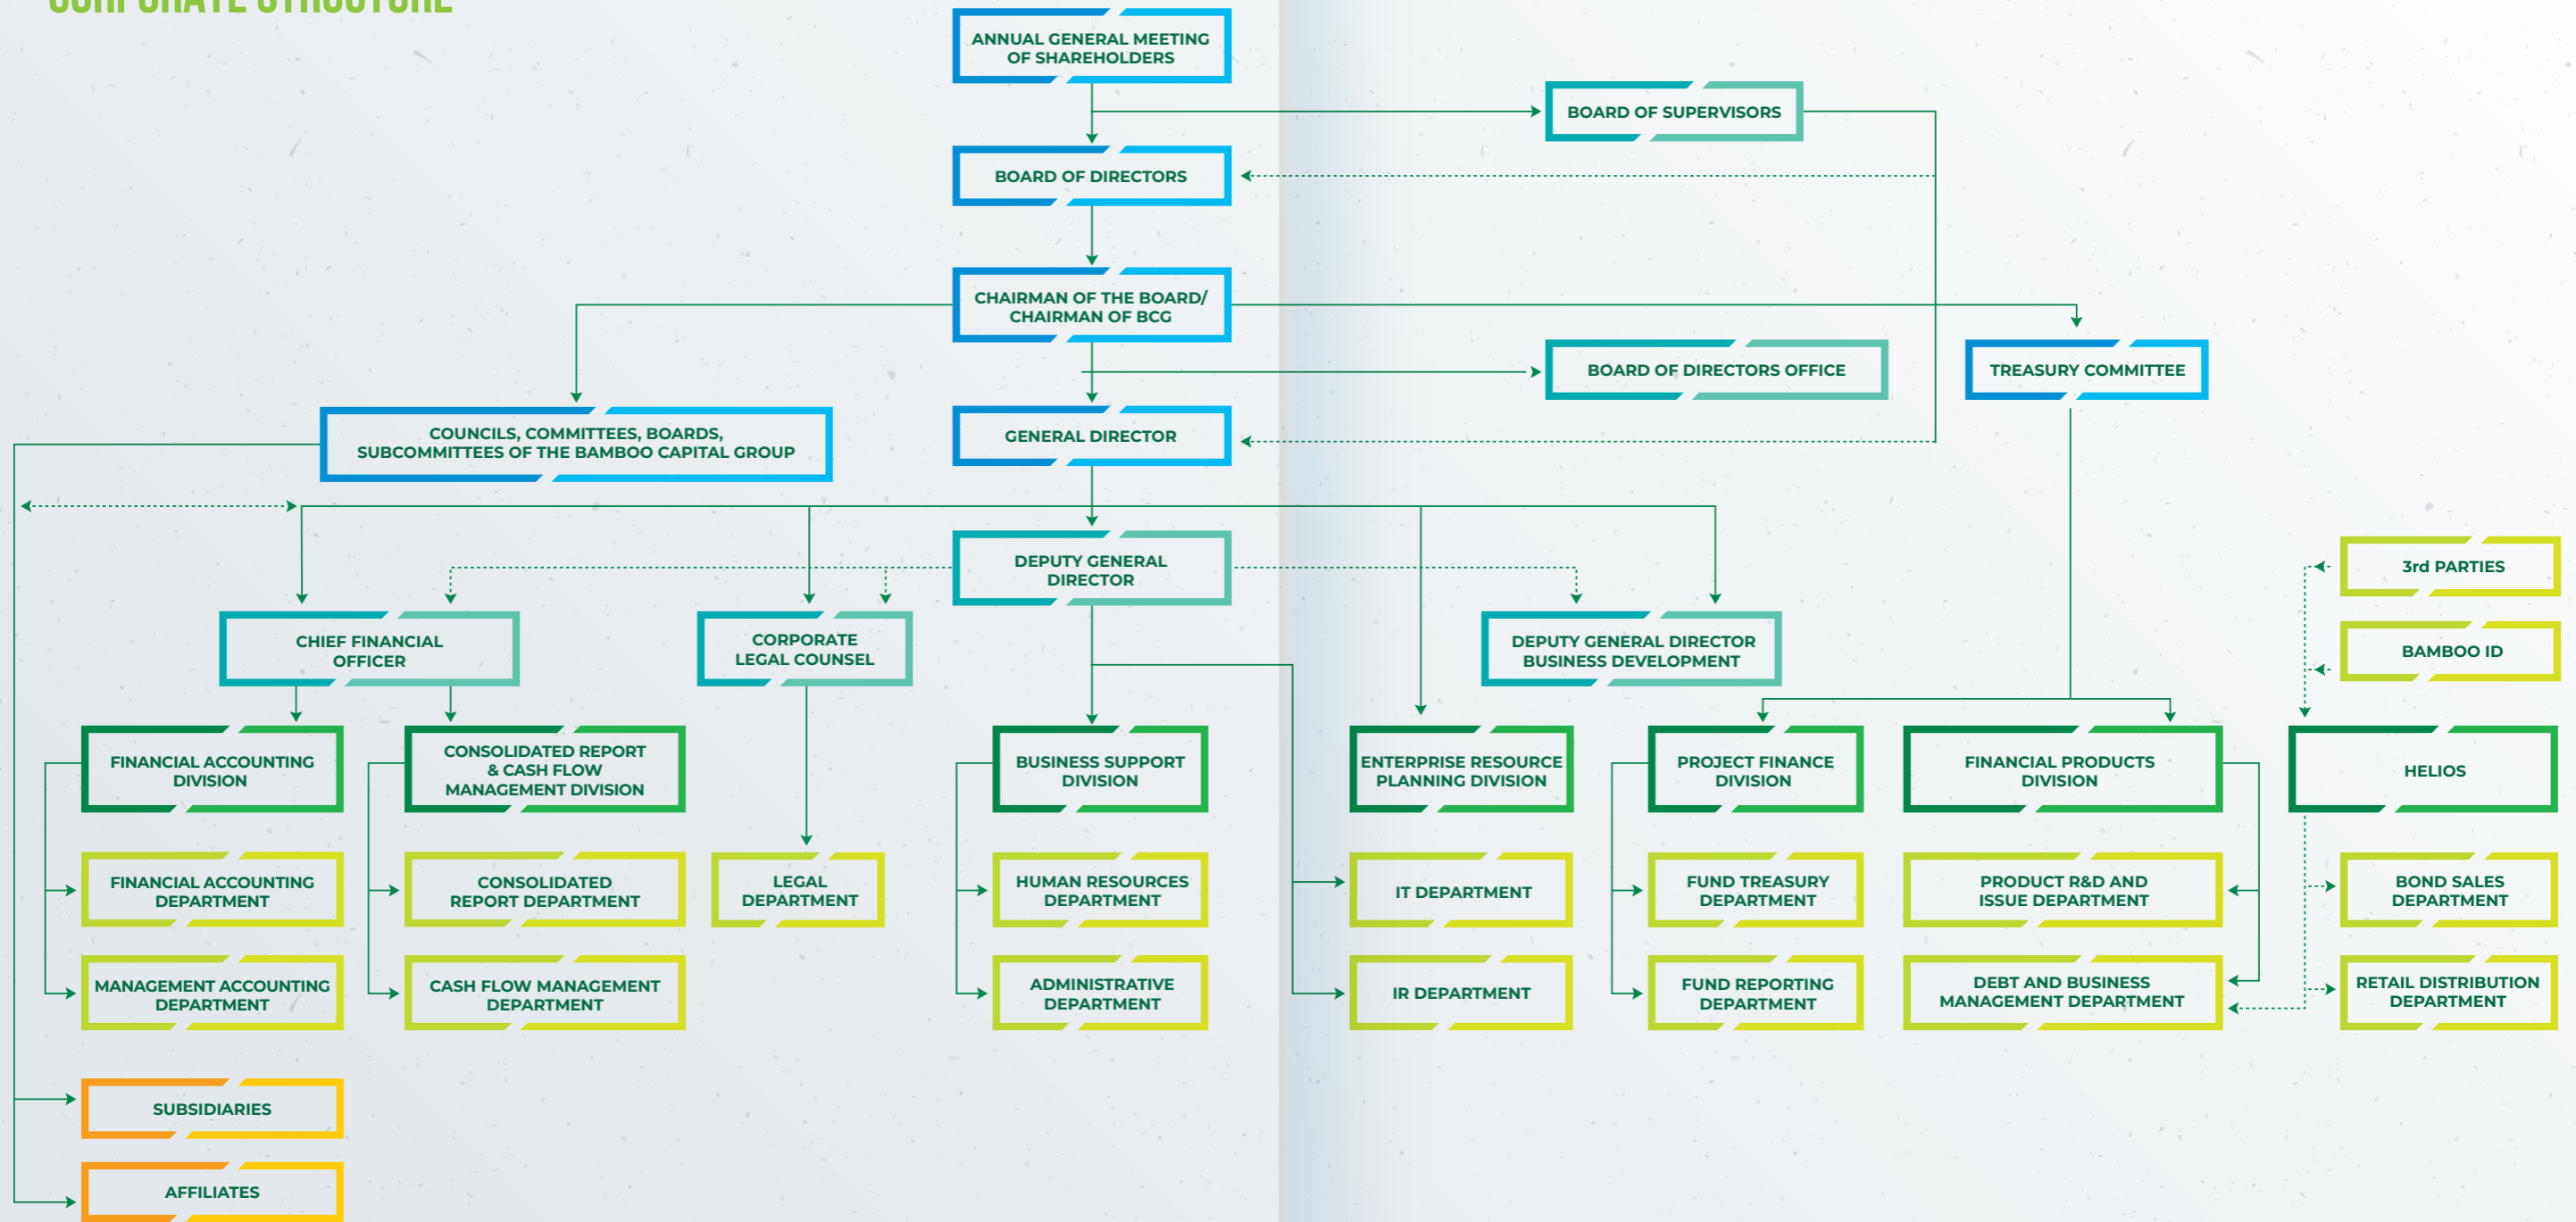 CORPORATE STRUCTURE
ANNUAL GENERAL MEETING
OF SHAREHOLDERS
BOARD OF SUPERVISORS
BOARD OF DIRECTORS
CHAIRMAN OF THE BOARD/
CHAIRMAN OF BCG
BOARD OF DIRECTORS OFFICE
TREASURY COMMITTEE
COUNCILS, COMMITTEES, BOARDS,
SUBCOMMITTEES OF THE BAMBOO CAPITAL GROUP
GENERAL DIRECTOR
DEPUTY GENERAL
DIRECTOR
3rd PARTIES
CHIEF FINANCIAL
OFFICER
CORPORATE
LEGAL COUNSEL
DEPUTY GENERAL DIRECTOR
BUSINESS DEVELOPMENT
BAMBOO ID
FINANCIAL ACCOUNTING
DIVISION
CONSOLIDATED REPORT
& CASH FLOW
MANAGEMENT DIVISION
BUSINESS SUPPORT
DIVISION
ENTERPRISE RESOURCE
PLANNING DIVISION
PROJECT FINANCE
DIVISION
FINANCIAL PRODUCTS
DIVISION
HELIOS
FINANCIAL ACCOUNTING
DEPARTMENT
CONSOLIDATED
REPORT DEPARTMENT
LEGAL
DEPARTMENT
HUMAN RESOURCES
DEPARTMENT
IT DEPARTMENT
FUND TREASURY
DEPARTMENT
PRODUCT R&D AND
ISSUE DEPARTMENT
BOND SALES
DEPARTMENT
MANAGEMENT ACCOUNTING
DEPARTMENT
CASH FLOW MANAGEMENT
DEPARTMENT
ADMINISTRATIVE
DEPARTMENT
IR DEPARTMENT
FUND REPORTING
DEPARTMENT
DEBT AND BUSINESS
MANAGEMENT DEPARTMENT
RETAIL DISTRIBUTION
DEPARTMENT
SUBSIDIARIES
AFFILIATES